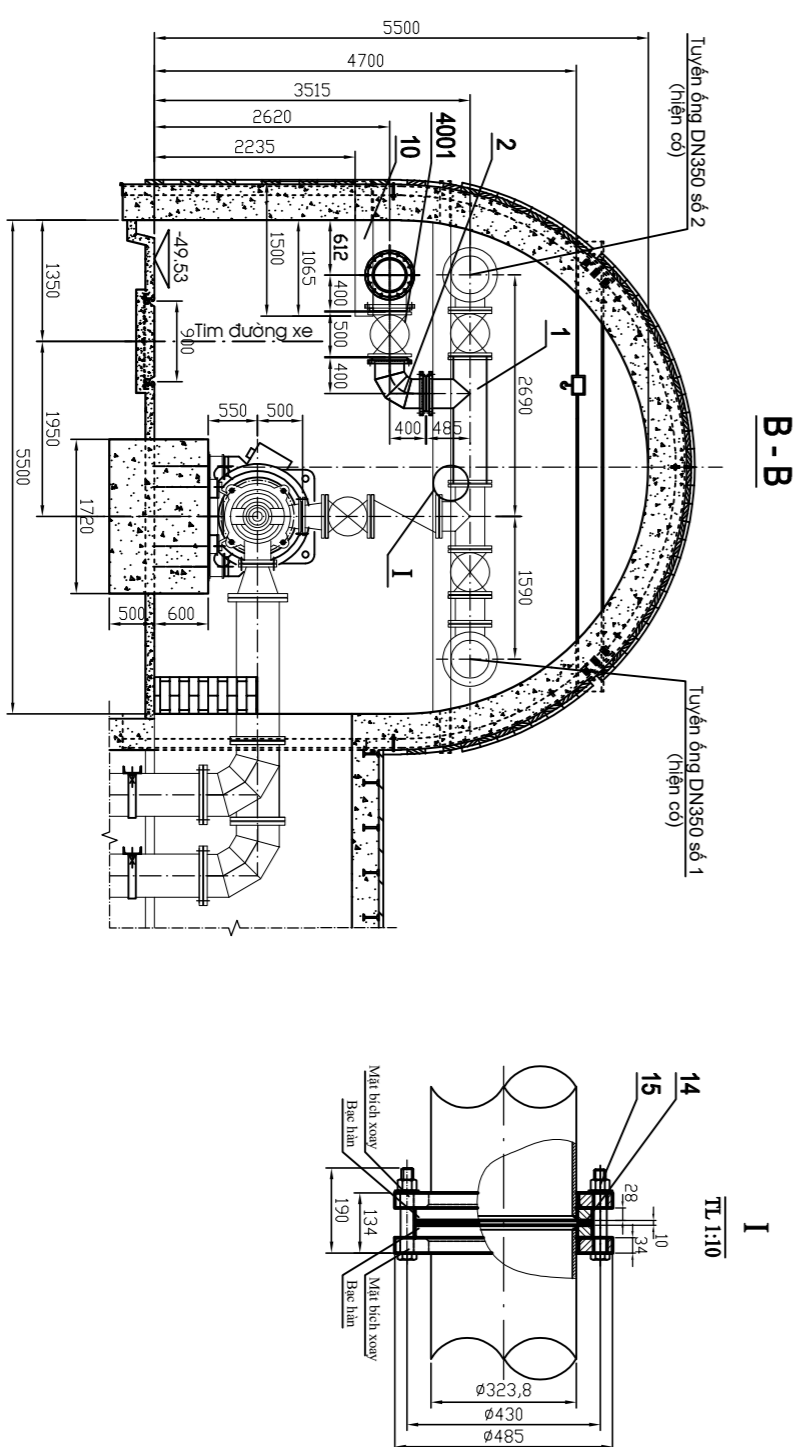 B - B
Tuyến ống DN350 số 2
(hiện có)
Tuyến ống DN350 số 1
(hiện có)
5500
4700
3515
2620
2235
10
4001
2
1
I
1500
1065
612
400
500
400
2690
400
485
1590
-49,53
900
Tim đường xe
1350
1950
5500
550
500
1720
500
600
I
TL 1:10
14
15
Mặt bích xoay
Bạc hàn
28
10
34
190
134
Bạc hàn
Mặt bích xoay
Ø323,8
Ø430
Ø485